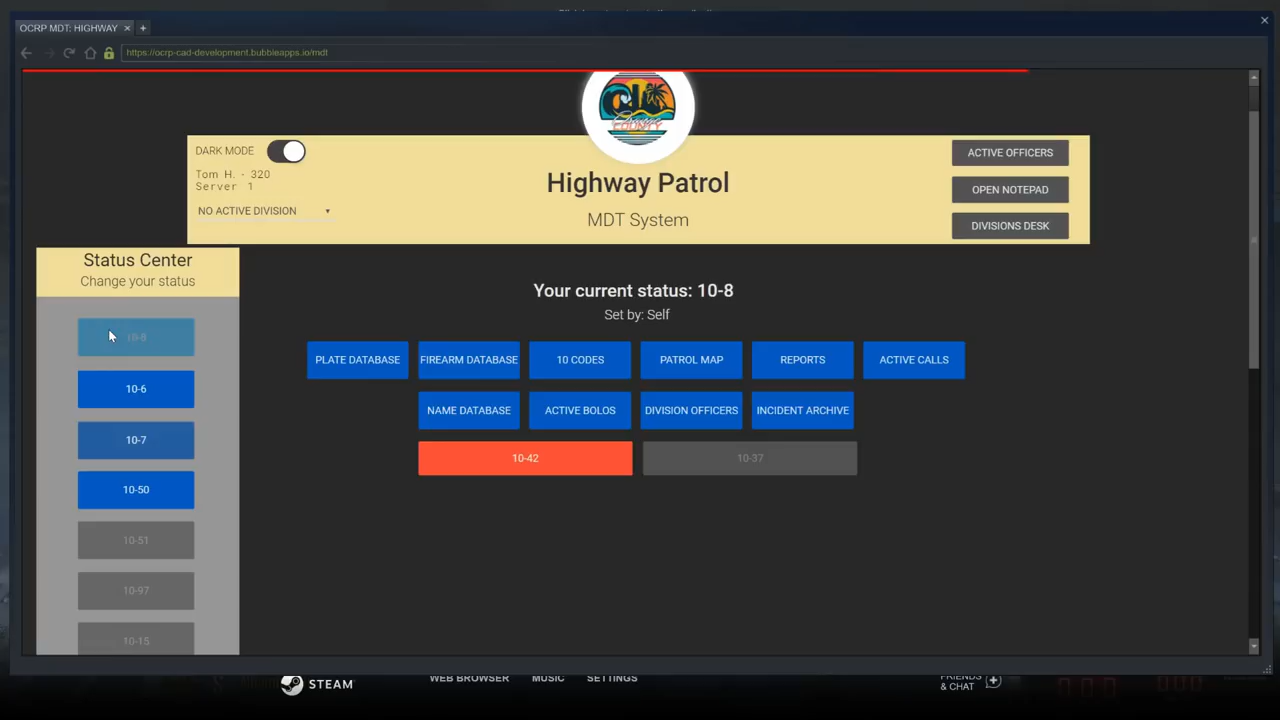 OCRP MDT: HIGHWAY
https://ocrp-cad-development.bubbleapps.io/mdt
COUNTY
DARK MODE
Tom H. - 320
Server 1
NO ACTIVE DIVISION
Highway Patrol
MDT System
ACTIVE OFFICERS
OPEN NOTEPAD
DIVISIONS DESK
Status Center
Change your status
10-8
10-6
10-7
10-50
10-51
10-97
10-15
Your current status: 10-8
Set by: Self
PLATE DATABASE
FIREARM DATABASE
10 CODES
PATROL MAP
REPORTS
ACTIVE CALLS
NAME DATABASE
ACTIVE BOLOS
DIVISION OFFICERS
INCIDENT ARCHIVE
10-42
10-37
STEAM
WEB BROWSER
MUSIC
SETTINGS
FRIENDS
& CHAT